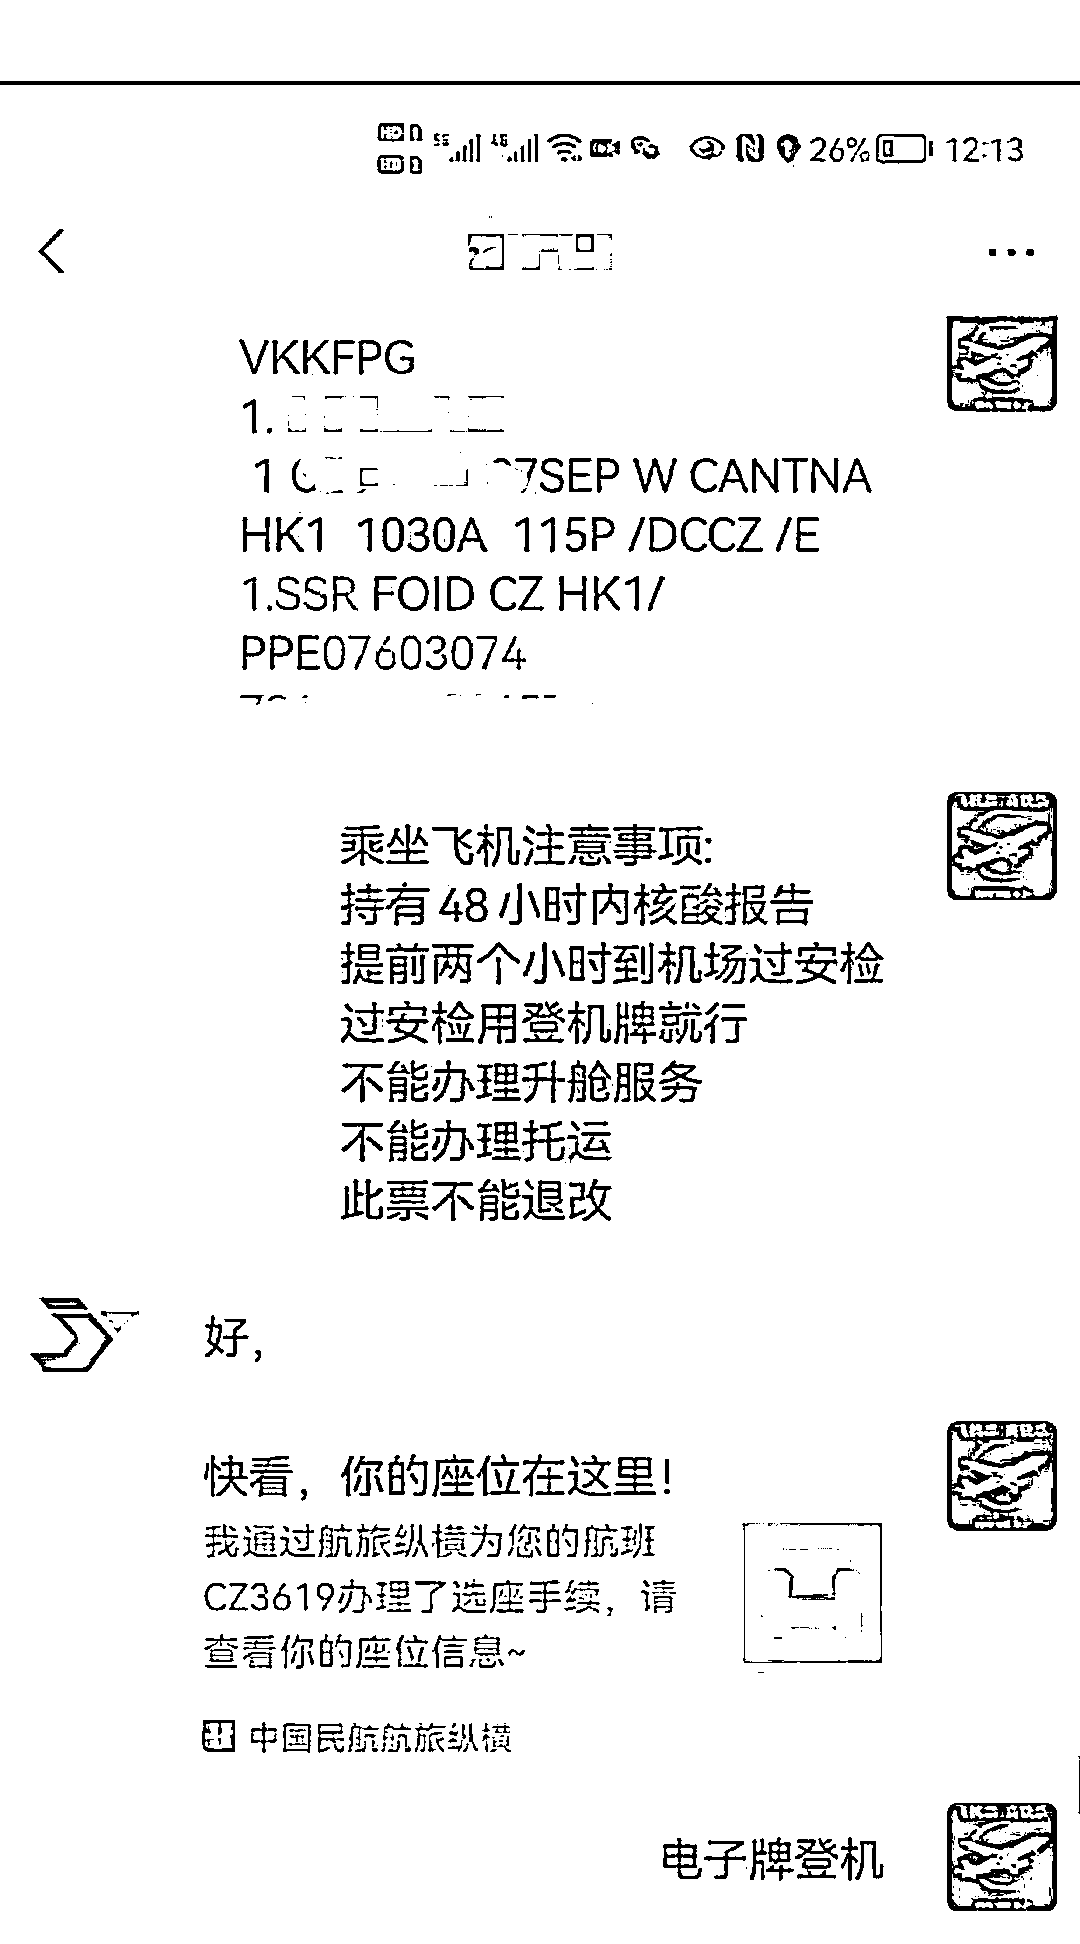 26% 12:13
VKKFPG
1.
1 7SEP W CANTNA
HK1 1030A 115P /DCCZ /E
1.SSR FOID CZ HK1/
PPE07603074
乘坐飞机注意事项:
持有48小时内核酸报告
提前两个小时到机场过安检
过安检用登机牌就行
不能办理升舱服务
不能办理托运
此票不能退改
好,
快看，你的座位在这里!
我通过航旅纵横为您的航班
CZ3619办理了选座手续，请
查看你的座位信息~
中国民航航旅纵横
电子牌登机